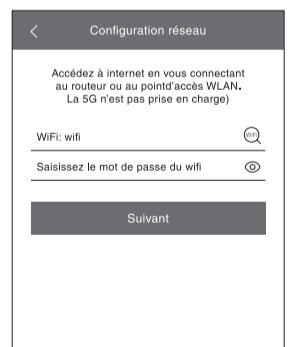 Configuration réseau
Accédez à internet en vous connectant
au routeur ou au pointd'accès WLAN.
La 5G n'est pas prise en charge)
WiFi: wifi
WiFi
Saisissez le mot de passe du wifi
Suivant